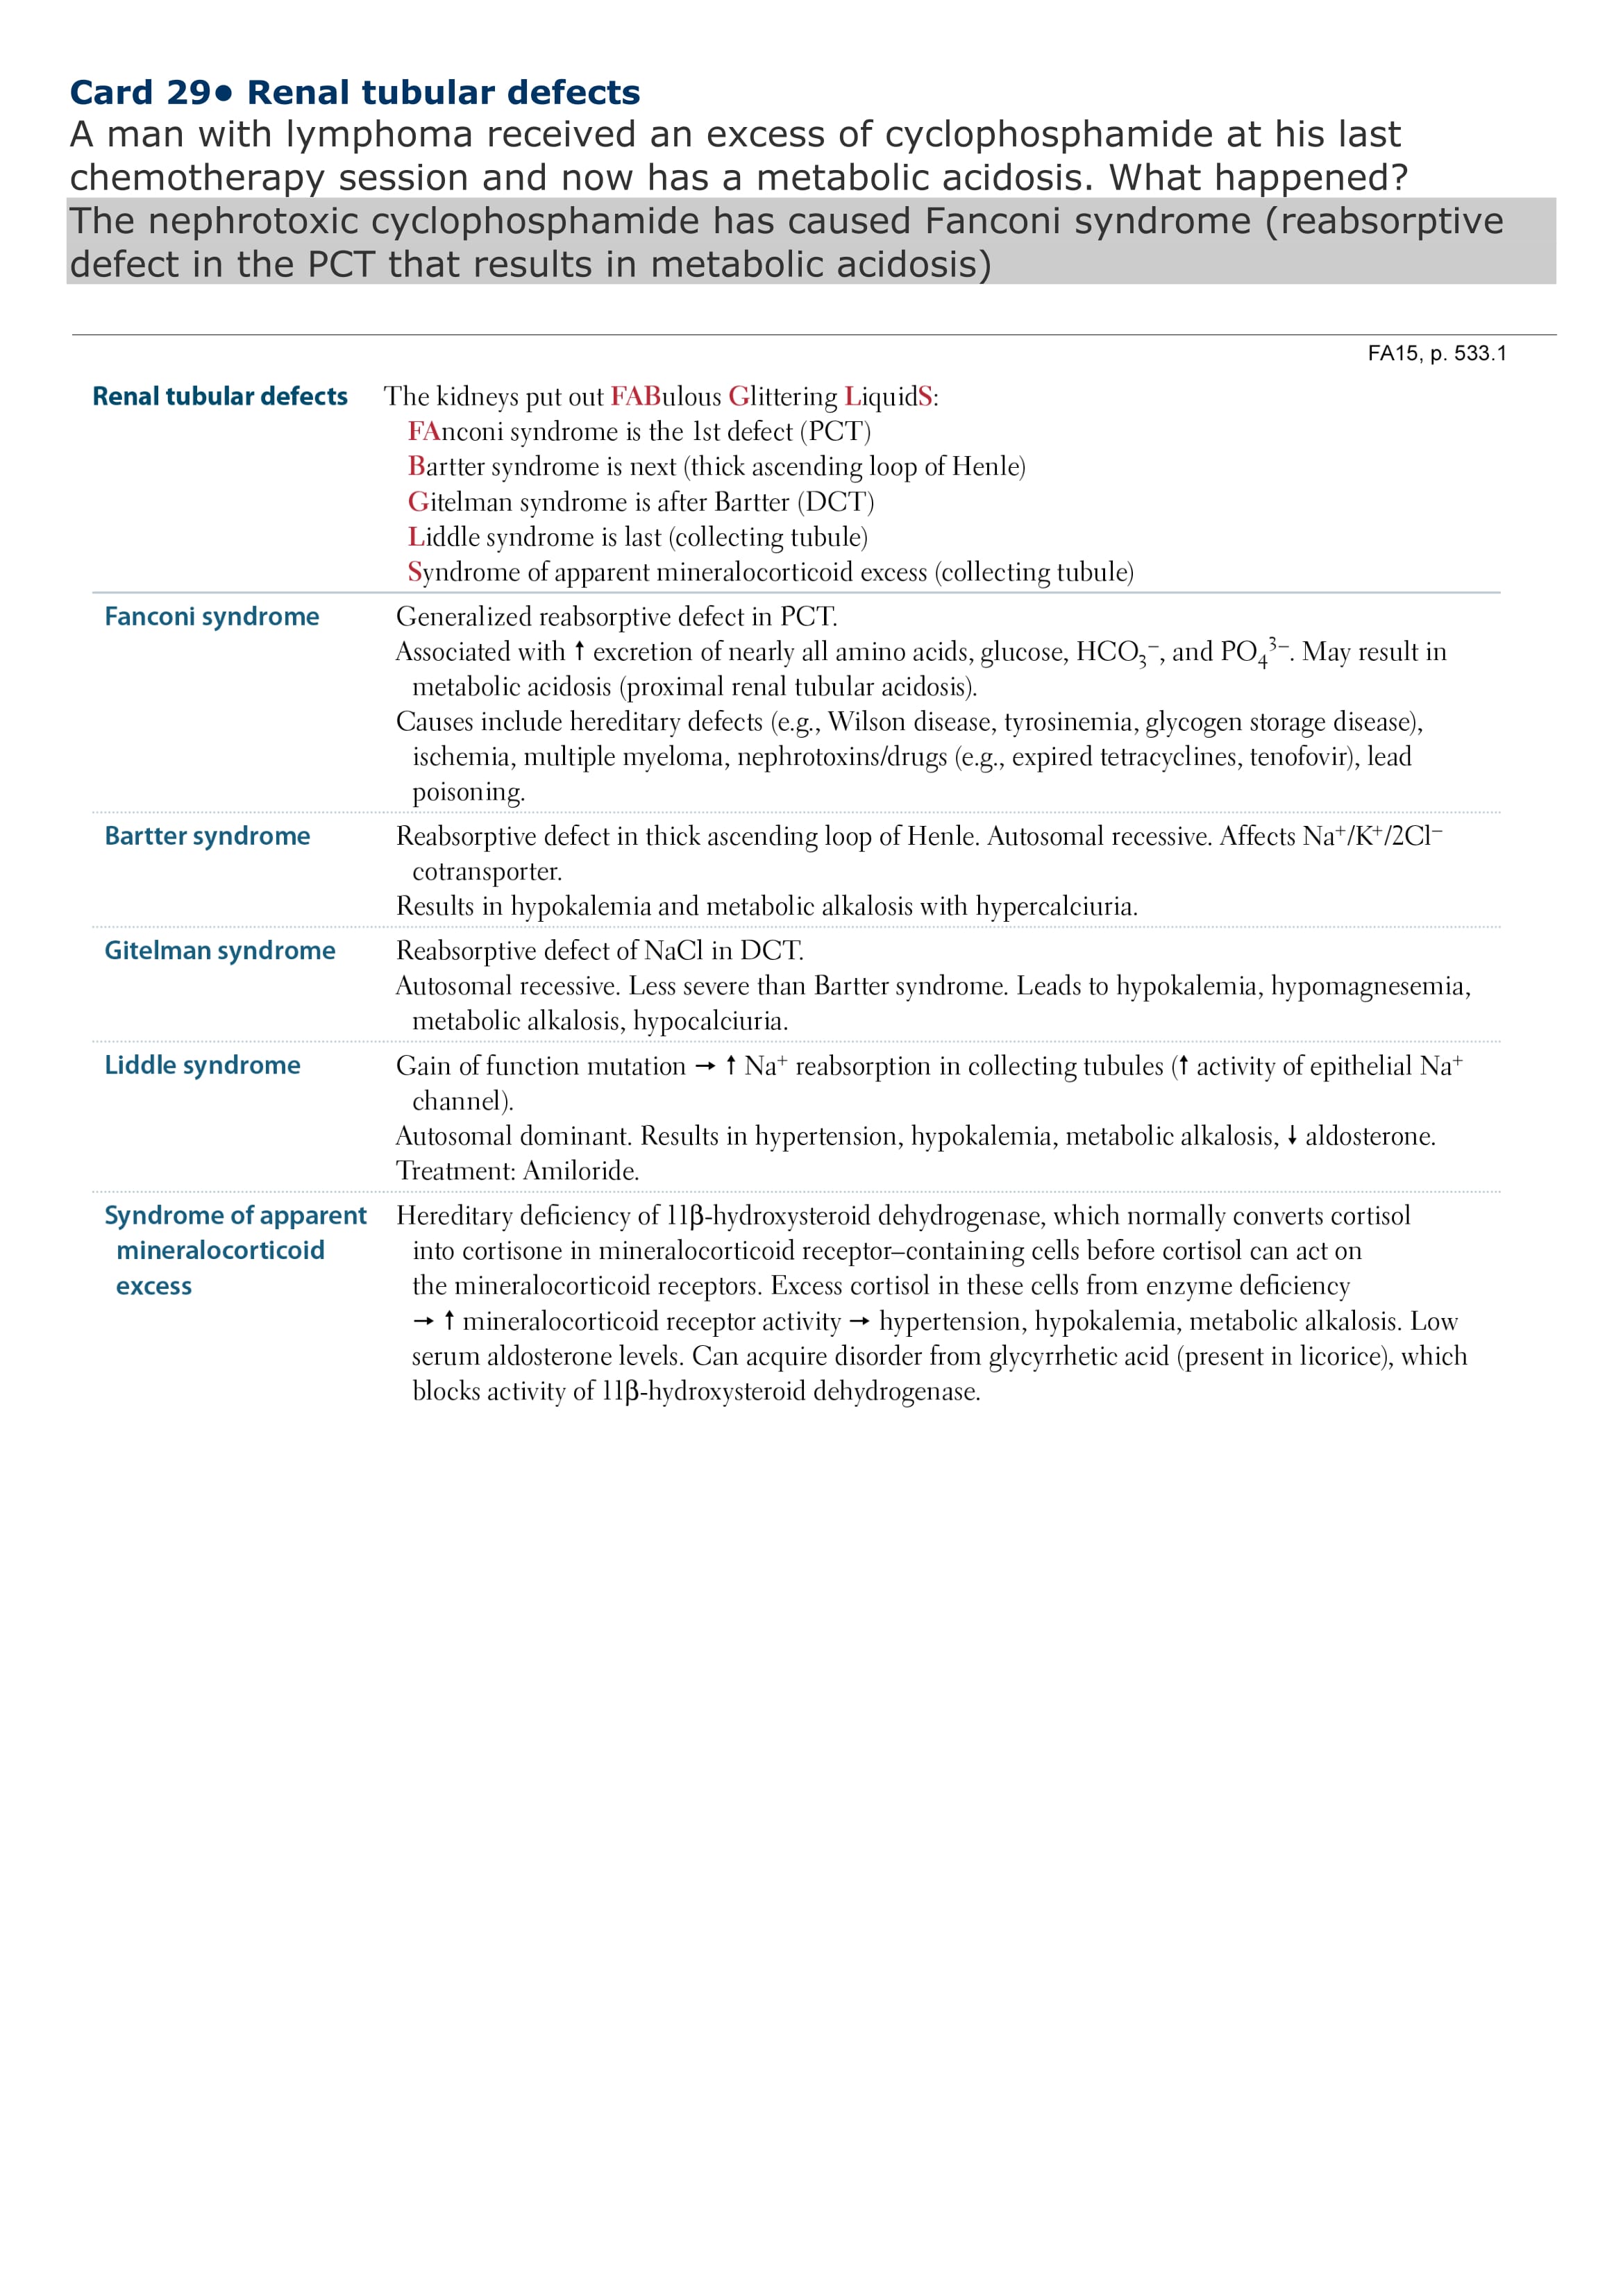 Card 29● Renal tubular defects
A man with lymphoma received an excess of cyclophosphamide at his last
chemotherapy session and now has a metabolic acidosis. What happened?
The nephrotoxic cyclophosphamide has caused Fanconi syndrome (reabsorptive
defect in the PCT that results in metabolic acidosis)
FA15, p. 533.1
Renal tubular defects The kidneys put out FABulous Glittering LiquidS:
FAnconi syndrome is the 1st defect (PCT)
Bartter syndrome is next (thick ascending loop of Henle)
Gitelman syndrome is after Bartter (DCT)
Liddle syndrome is last (collecting tubule)
Syndrome of apparent mineralocorticoid excess (collecting tubule)
Fanconi syndrome Generalized reabsorptive defect in PCT.
Associated with ↑ excretion of nearly all amino acids, glucose, HCO₃⁻, and PO₄³⁻. May result in
metabolic acidosis (proximal renal tubular acidosis).
Causes include hereditary defects (e.g., Wilson disease, tyrosinemia, glycogen storage disease),
ischemia, multiple myeloma, nephrotoxins/drugs (e.g., expired tetracyclines, tenofovir), lead
poisoning.
Bartter syndrome Reabsorptive defect in thick ascending loop of Henle. Autosomal recessive. Affects Na⁺/K⁺/2Cl⁻
cotransporter.
Results in hypokalemia and metabolic alkalosis with hypercalciuria.
Gitelman syndrome Reabsorptive defect of NaCl in DCT.
Autosomal recessive. Less severe than Bartter syndrome. Leads to hypokalemia, hypomagnesemia,
metabolic alkalosis, hypocalciuria.
Liddle syndrome Gain of function mutation → ↑ Na⁺ reabsorption in collecting tubules (↑ activity of epithelial Na⁺
channel).
Autosomal dominant. Results in hypertension, hypokalemia, metabolic alkalosis, ↓ aldosterone.
Treatment: Amiloride.
Syndrome of apparent Hereditary deficiency of 11β-hydroxysteroid dehydrogenase, which normally converts cortisol
mineralocorticoid into cortisone in mineralocorticoid receptor–containing cells before cortisol can act on
excess the mineralocorticoid receptors. Excess cortisol in these cells from enzyme deficiency
→ ↑ mineralocorticoid receptor activity → hypertension, hypokalemia, metabolic alkalosis. Low
serum aldosterone levels. Can acquire disorder from glycyrrhetic acid (present in licorice), which
blocks activity of 11β-hydroxysteroid dehydrogenase.